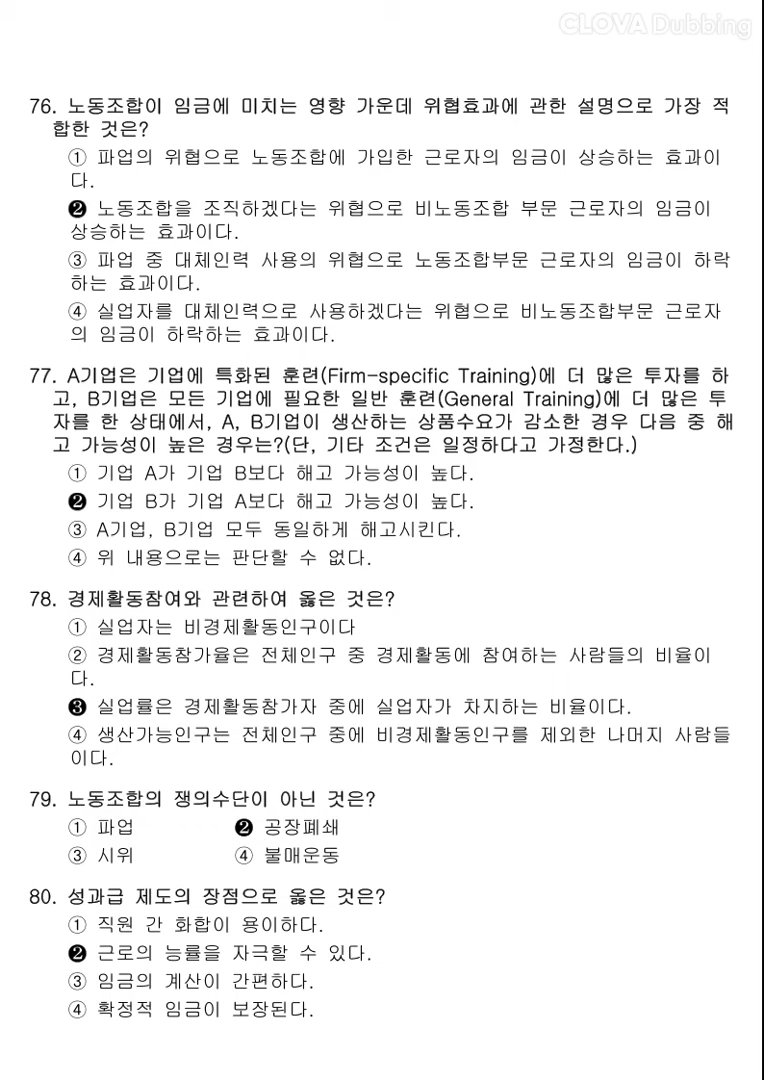 CLOVA Dubbing
76. 노동조합이 임금에 미치는 영향 가운데 위협효과에 관한 설명으로 가장 적
합한 것은?
① 파업의 위협으로 노동조합에 가입한 근로자의 임금이 상승하는 효과이
다.
❷ 노동조합을 조직하겠다는 위협으로 비노동조합 부문 근로자의 임금이
상승하는 효과이다.
③ 파업 중 대체인력 사용의 위협으로 노동조합부문 근로자의 임금이 하락
하는 효과이다.
④ 실업자를 대체인력으로 사용하겠다는 위협으로 비노동조합부문 근로자
의 임금이 하락하는 효과이다.
77. A기업은 기업에 특화된 훈련(Firm-specific Training)에 더 많은 투자를 하
고, B기업은 모든 기업에 필요한 일반 훈련(General Training)에 더 많은 투
자를 한 상태에서, A, B기업이 생산하는 상품수요가 감소한 경우 다음 중 해
고 가능성이 높은 경우는?(단, 기타 조건은 일정하다고 가정한다.)
① 기업 A가 기업 B보다 해고 가능성이 높다.
❷ 기업 B가 기업 A보다 해고 가능성이 높다.
③ A기업, B기업 모두 동일하게 해고시킨다.
④ 위 내용으로는 판단할 수 없다.
78. 경제활동참여와 관련하여 옳은 것은?
① 실업자는 비경제활동인구이다
② 경제활동참가율은 전체인구 중 경제활동에 참여하는 사람들의 비율이
다.
❸ 실업률은 경제활동참가자 중에 실업자가 차지하는 비율이다.
④ 생산가능인구는 전체인구 중에 비경제활동인구를 제외한 나머지 사람들
이다.
79. 노동조합의 쟁의수단이 아닌 것은?
① 파업 ❷ 공장폐쇄
③ 시위 ④ 불매운동
80. 성과급 제도의 장점으로 옳은 것은?
① 직원 간 화합이 용이하다.
❷ 근로의 능률을 자극할 수 있다.
③ 임금의 계산이 간편하다.
④ 확정적 임금이 보장된다.